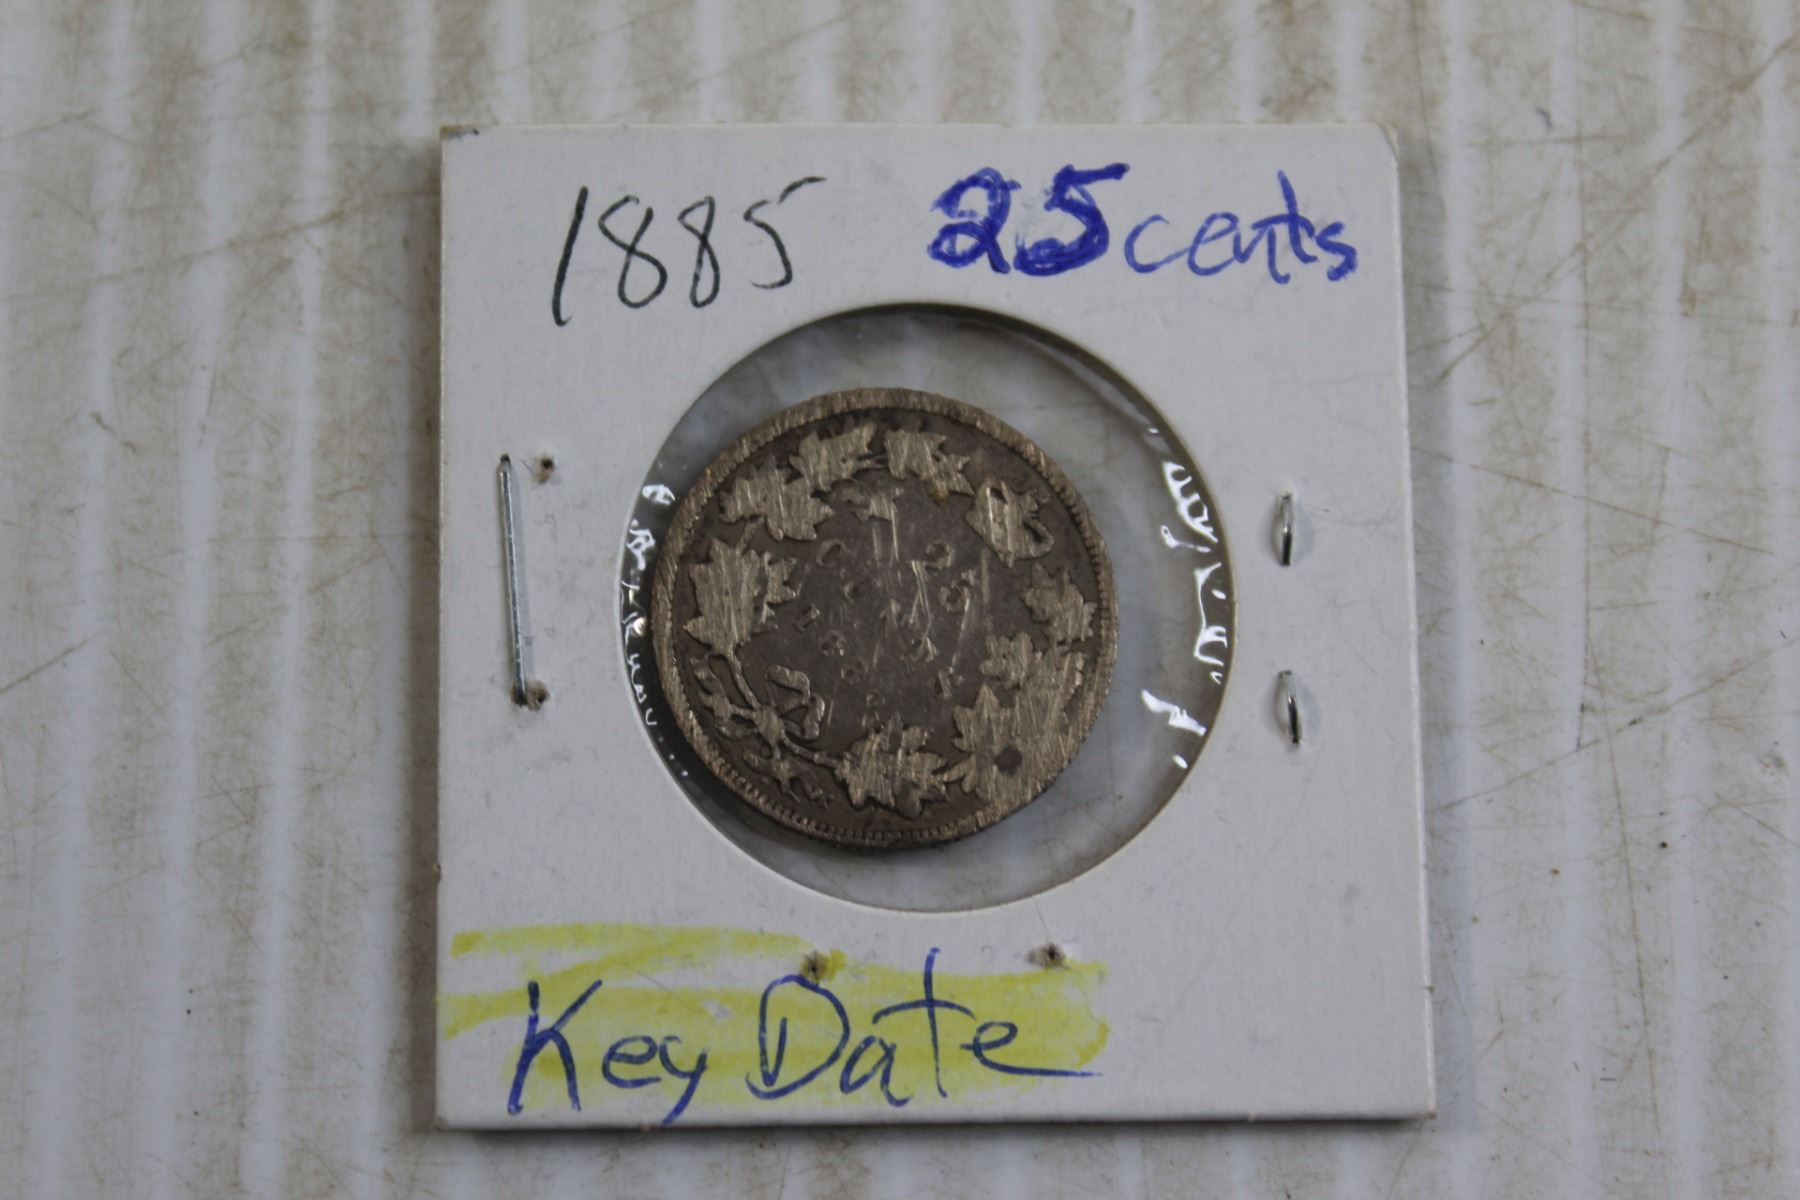 1885 25 cents
Key Date